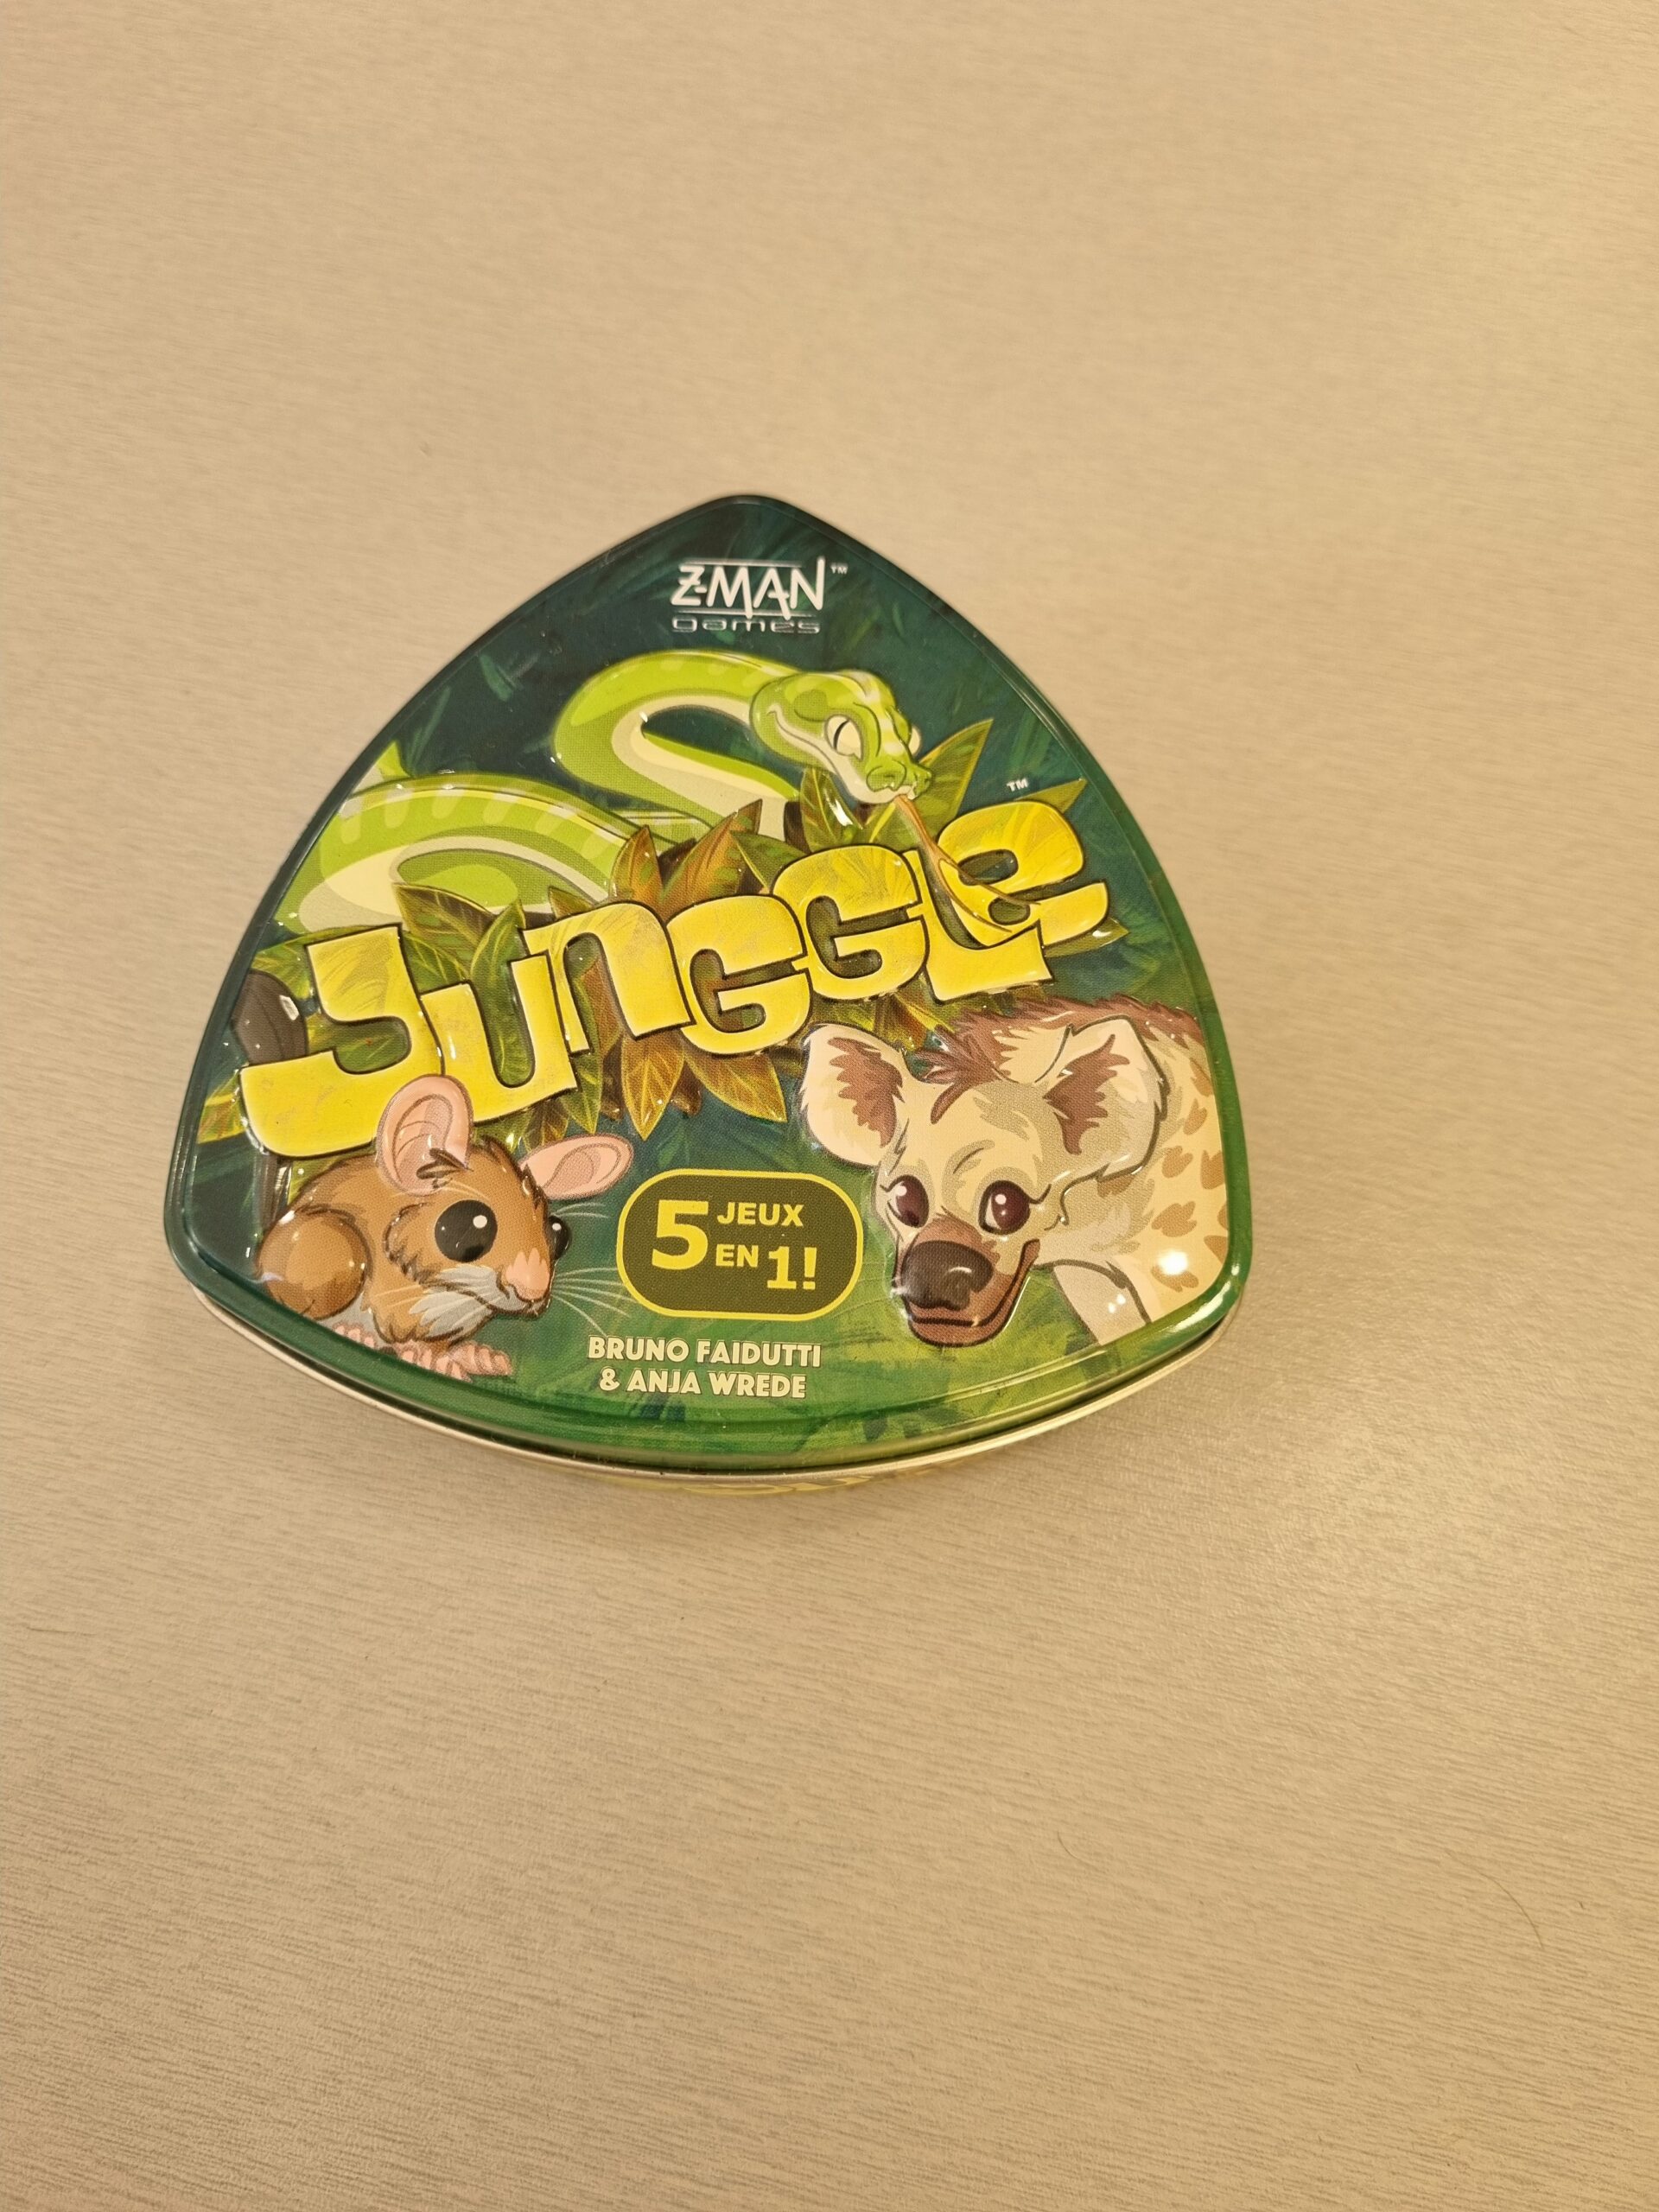 Z-MAN™
games
JUNGGLE™
5 JEUX
EN 1!
BRUNO FAIDUTTI
& ANJA WREDE